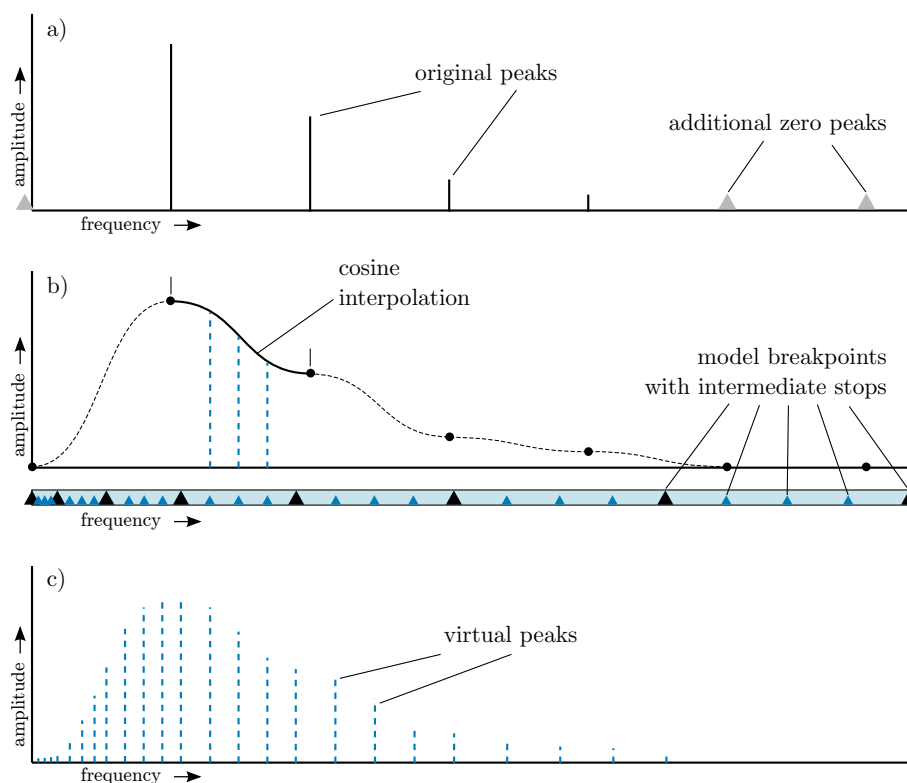 a)
original peaks
additional zero peaks
amplitude
frequency
b)
cosine
interpolation
model breakpoints
with intermediate stops
amplitude
frequency
c)
virtual peaks
amplitude
frequency